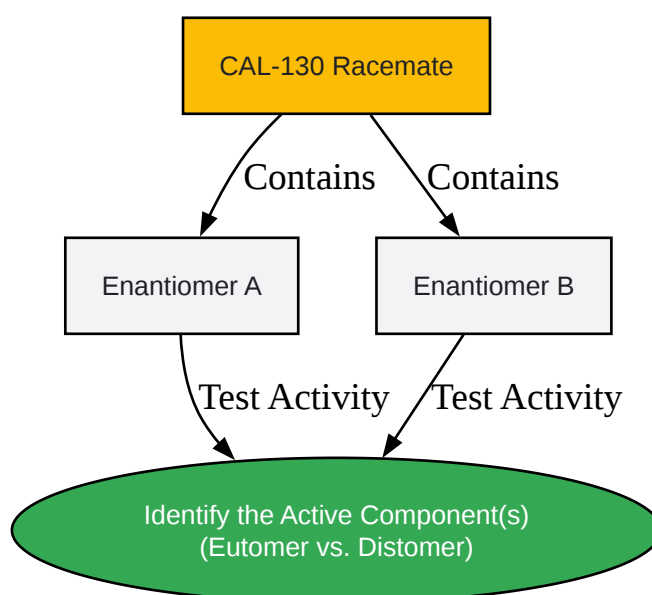 CAL-130 Racemate
Contains
Contains
Enantiomer A
Enantiomer B
Test Activity
Test Activity
Identify the Active Component(s)
(Eutomer vs. Distomer)